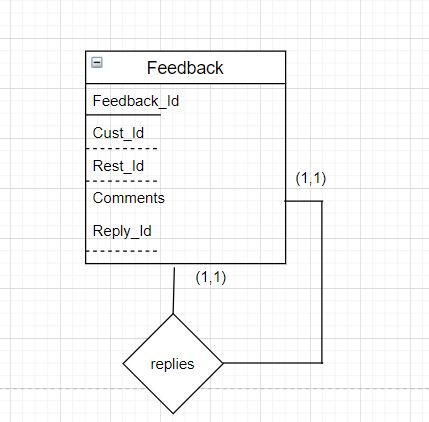 Feedback
Feedback_Id
Cust_Id
Rest_Id
(1,1)
Comments
Reply_Id
(1,1)
replies